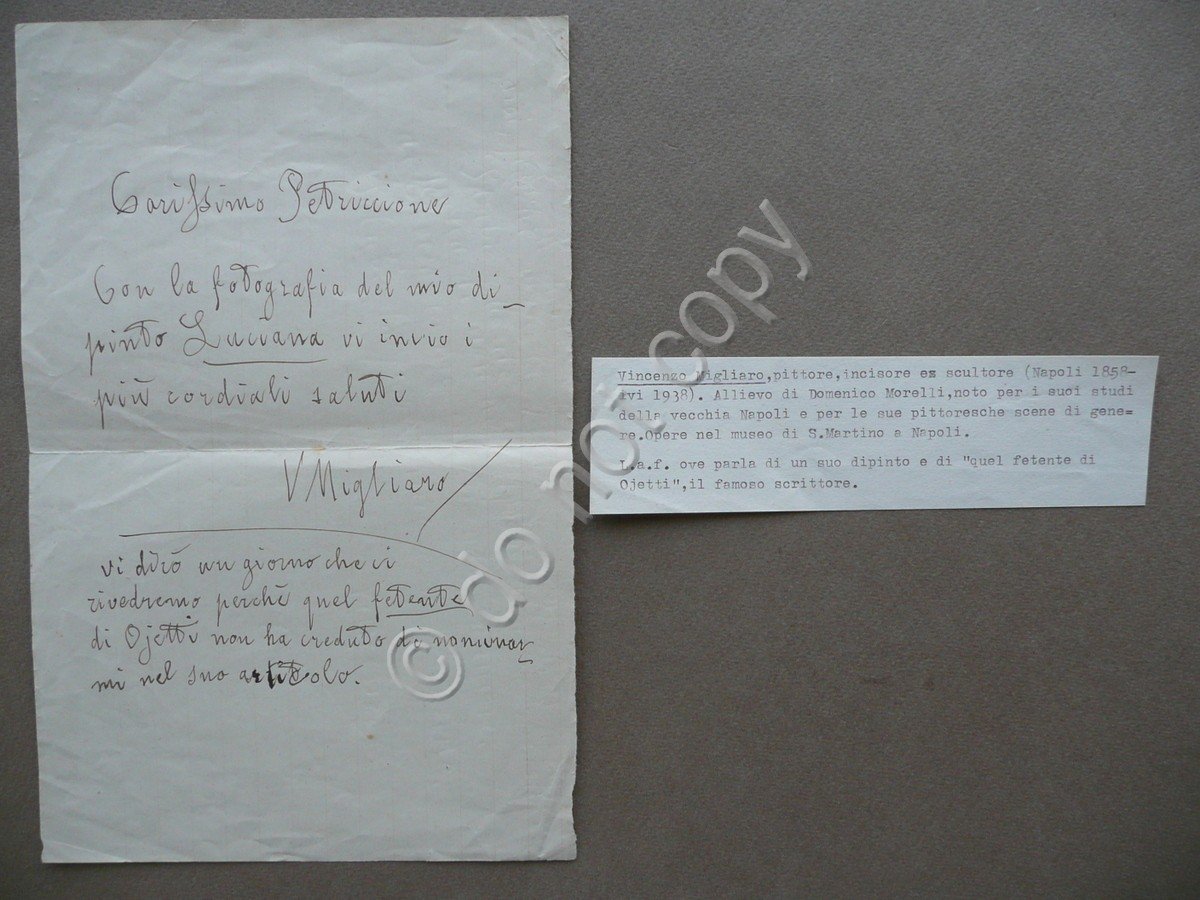 Carissimo Petriccione
Con la fotografia del mio di_
pinto Luciana vi invio i
più cordiali saluti
V Migliaro
vi dirò un giorno che ci
rivedremo perchè quel fetente
di Ojetti non ha creduto di nominar_
mi nel suo articolo.
Vincenzo Migliaro,pittore,incisore es scultore (Napoli 1858-
ivi 1938). Allievo di Domenico Morelli,noto per i suoi studi
della vecchia Napoli e per le sue pittoresche scene di gene=
re.Opere nel museo di S.Martino a Napoli.
L.a.f. ove parla di un suo dipinto e di "quel fetente di
Ojetti",il famoso scrittore.
© do not copy